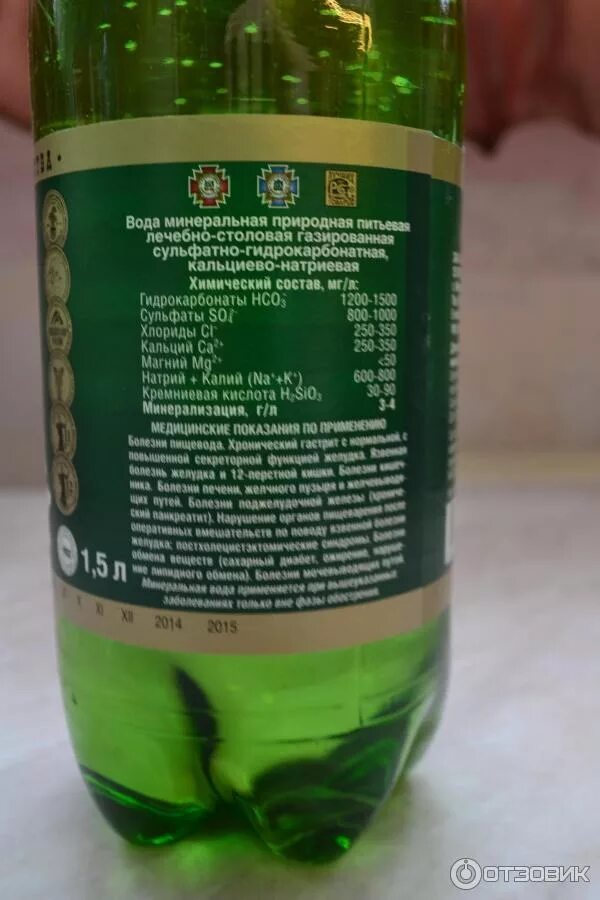 СТВА •
Вода минеральная природная питьевая
лечебно-столовая газированная
сульфатно-гидрокарбонатная,
кальциево-натриевая
Химический состав, мг/л:
Гидрокарбонаты HCO₃⁻ 1200-1500
Сульфаты SO₄²⁻ 800-1000
Хлориды Cl⁻ 250-350
Кальций Ca²⁺ 250-350
Магний Mg²⁺ <50
Натрий + Калий (Na⁺+K⁺) 600-800
Кремниевая кислота H₂SiO₃ 30-90
Минерализация, г/л 3-4
МЕДИЦИНСКИЕ ПОКАЗАНИЯ ПО ПРИМЕНЕНИЮ
Болезни пищевода. Хронический гастрит с нормальной, с
повышенной секреторной функцией желудка. Язвенная
болезнь желудка и 12-перстной кишки. Болезни кишеч-
ника. Болезни печени, желчного пузыря и желчевыводя-
щих путей. Болезни поджелудочной железы (хрониче-
ский панкреатит). Нарушение органов пищеварения после
оперативных вмешательств по поводу язвенной болезни
желудка; постхолецистэктомические синдромы. Болезни
обмена веществ (сахарный диабет, ожирение, наруше-
ние липидного обмена). Болезни мочевыводящих путей.
Минеральная вода применяется при вышеуказанных
заболеваниях только вне фазы обострения.
1,5 Л
X XI XII 2014 2015
ОТЗОВИК